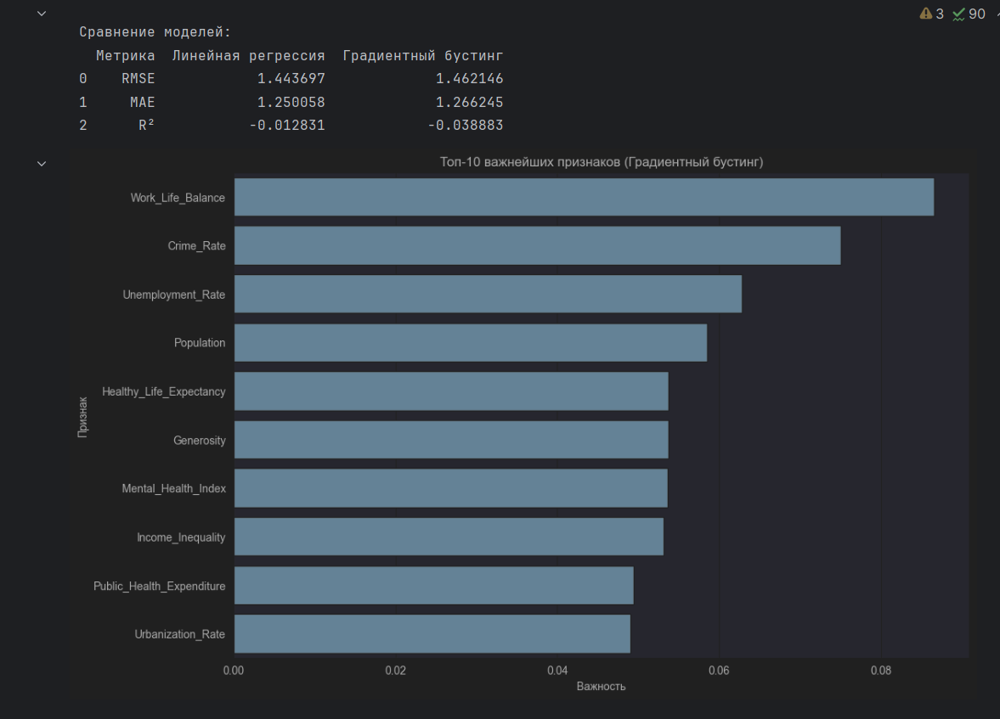 3 90
Сравнение моделей:
Метрика Линейная регрессия Градиентный бустинг
0 RMSE 1.443697 1.462146
1 MAE 1.250058 1.266245
2 R² -0.012831 -0.038883
Топ-10 важнейших признаков (Градиентный бустинг)
Work_Life_Balance
Crime_Rate
Unemployment_Rate
Population
Healthy_Life_Expectancy
Generosity
Mental_Health_Index
Income_Inequality
Public_Health_Expenditure
Urbanization_Rate
Признак
0.00 0.02 0.04 0.06 0.08
Важность